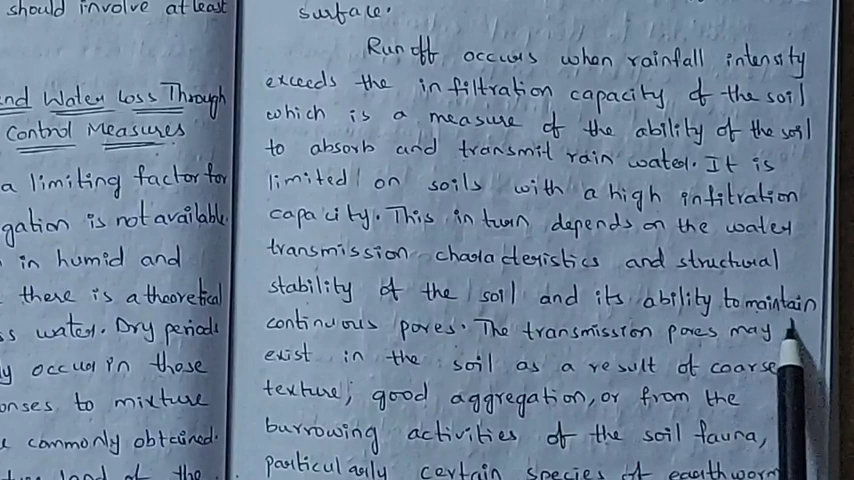 should involve at least
and Water Loss Through
Control Measures
a limiting factor for
gation is not available.
in humid and
there is a theoretical
ss water. Dry periods
ly occur in those
onses to mixture
e commonly obtained.
land of the
surface.
Run off occurs when rainfall intensity
exceeds the infiltration capacity of the soil
which is a measure of the ability of the soil
to absorb and transmit rain water. It is
limited on soils with a high infiltration
capacity. This in turn depends on the water
transmission characteristics and structural
stability of the soil and its ability to maintain
continuous pores. The transmission pores may
exist in the soil as a result of coarse
texture, good aggregation, or from the
burrowing activities of the soil fauna,
particularly certain species of earthworm